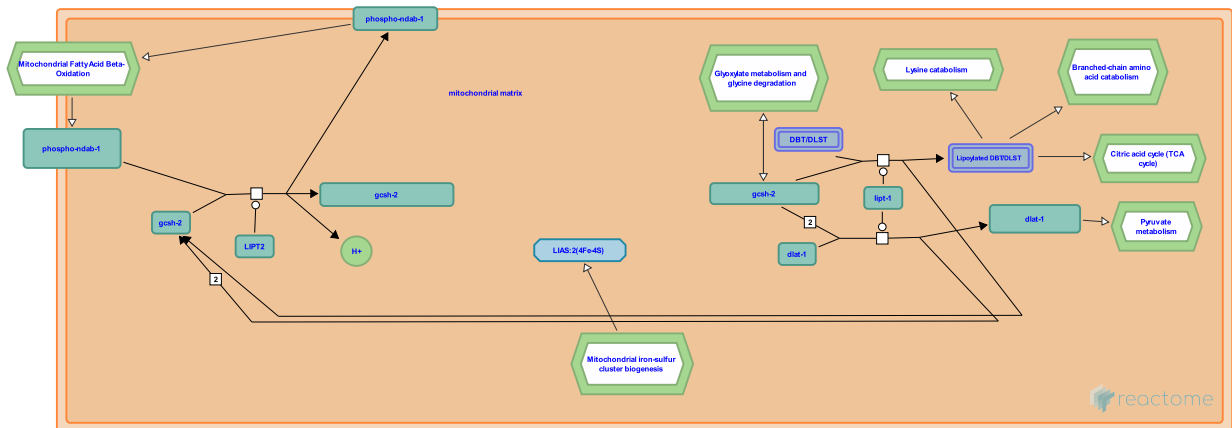 phospho-ndab-1
Mitochondrial Fatty Acid Beta-
Oxidation
mitochondrial matrix
phospho-ndab-1
gcsh-2
gcsh-2
LIPT2
H+
2
LIAS:2(4Fe-4S)
Mitochondrial iron-sulfur
cluster biogenesis
Glyoxylate metabolism and
glycine degradation
DBT/DLST
gcsh-2
2
dlat-1
lipt-1
Lysine catabolism
Branched-chain amino
acid catabolism
Lipoylated DBT/DLST
Citric acid cycle (TCA
cycle)
dlat-1
Pyruvate
metabolism
reactome